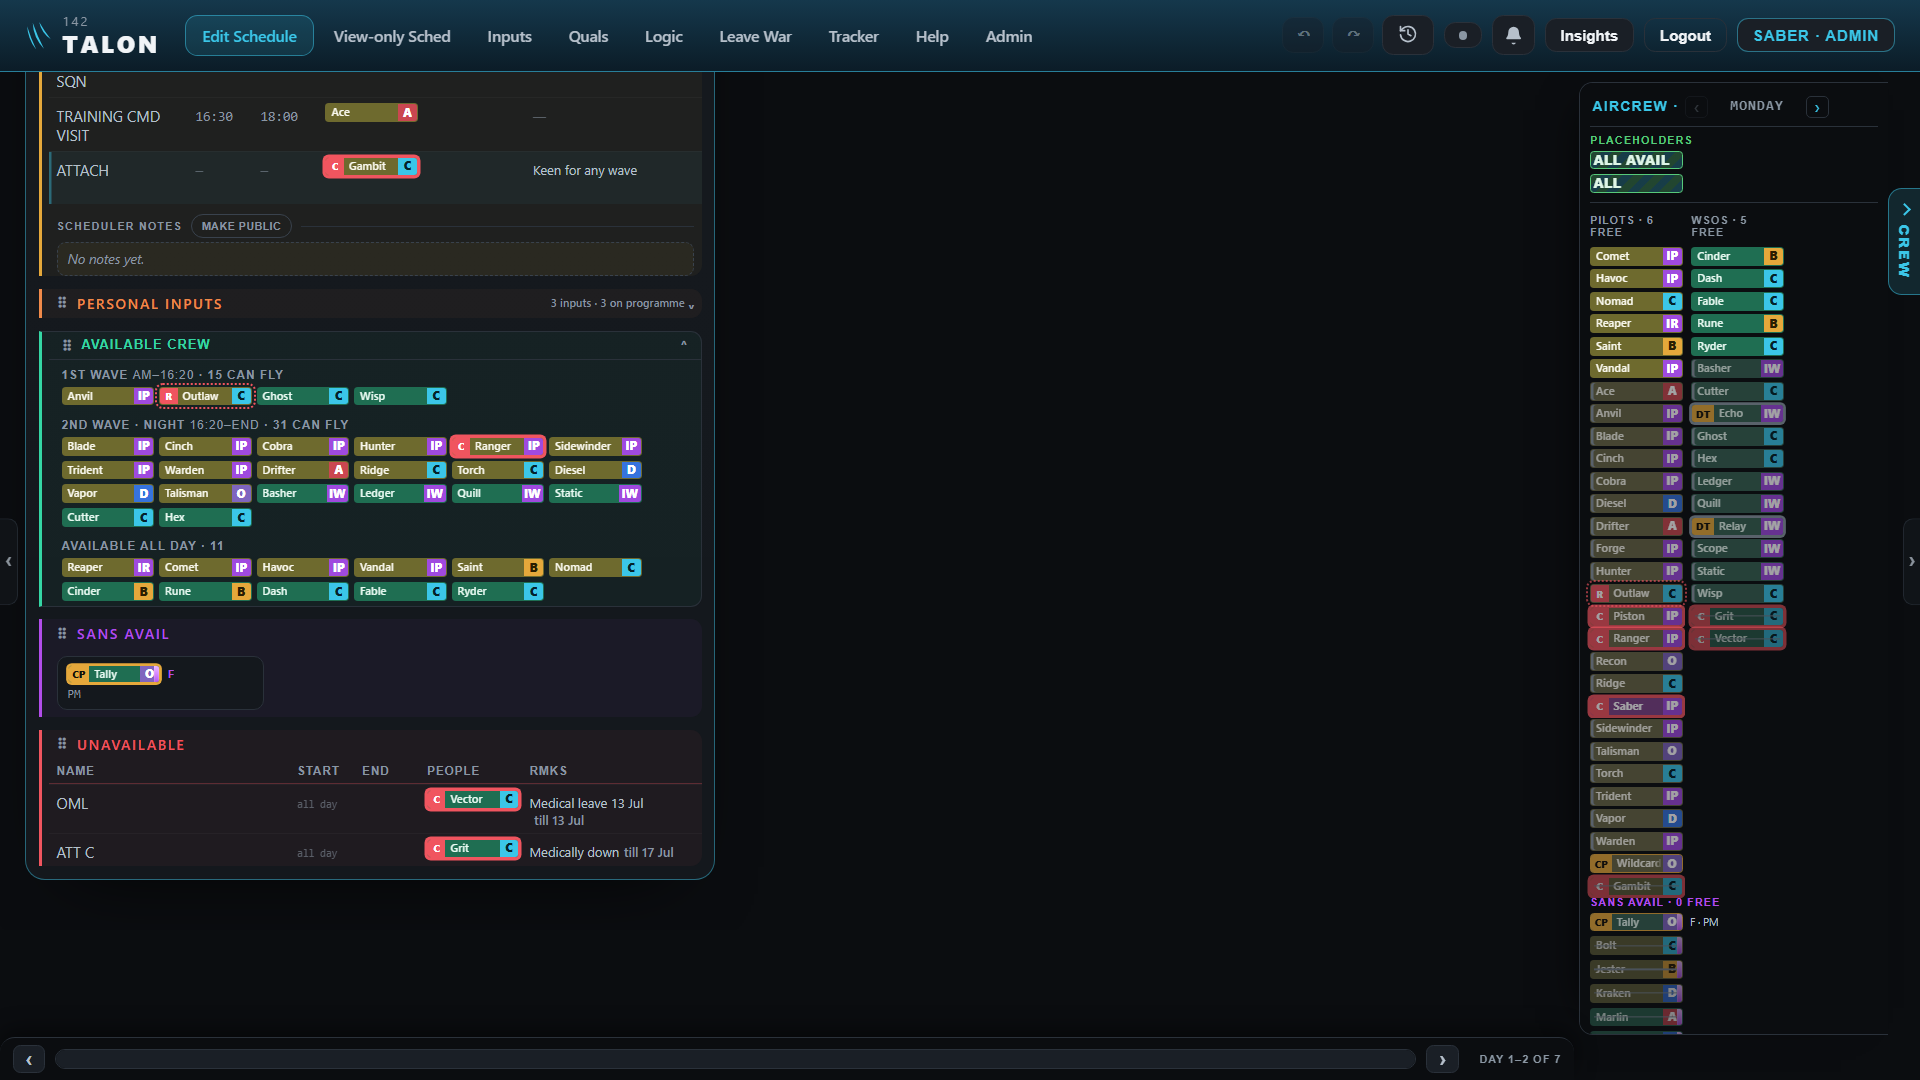 142
TALON
Edit Schedule
View-only Sched
Inputs
Quals
Logic
Leave War
Tracker
Help
Admin
Insights
Logout
SABER · ADMIN
SQN
TRAINING CMD VISIT 16:30 18:00 Ace A —
ATTACH – – C Gambit C Keen for any wave
SCHEDULER NOTES MAKE PUBLIC
No notes yet.
PERSONAL INPUTS 3 inputs · 3 on programme
AVAILABLE CREW
1ST WAVE AM–16:20 · 15 CAN FLY
Anvil IP R Outlaw C Ghost C Wisp C
2ND WAVE · NIGHT 16:20–END · 31 CAN FLY
Blade IP Cinch IP Cobra IP Hunter IP C Ranger IP Sidewinder IP
Trident IP Warden IP Drifter A Ridge C Torch C Diesel D
Vapor D Talisman O Basher IW Ledger IW Quill IW Static IW
Cutter C Hex C
AVAILABLE ALL DAY · 11
Reaper IR Comet IP Havoc IP Vandal IP Saint B Nomad C
Cinder B Rune B Dash C Fable C Ryder C
SANS AVAIL
CP Tally O F
PM
UNAVAILABLE
NAME START END PEOPLE RMKS
OML all day C Vector C Medical leave 13 Jul
till 13 Jul
ATT C all day C Grit C Medically down till 17 Jul
DAY 1–2 OF 7
AIRCREW · ‹ MONDAY ›
PLACEHOLDERS
ALL AVAIL
ALL
PILOTS · 6 FREE
WSOS · 5 FREE
Comet IP Cinder B
Havoc IP Dash C
Nomad C Fable C
Reaper IR Rune B
Saint B Ryder C
Vandal IP Basher IW
Ace A Cutter C
Anvil IP DT Echo IW
Blade IP Ghost C
Cinch IP Hex C
Cobra IP Ledger IW
Diesel D Quill IW
Drifter A DT Relay IW
Forge IP Scope IW
Hunter IP Static IW
R Outlaw C Wisp C
C Piston IP C Grit C
C Ranger IP C Vector C
Recon O
Ridge C
C Saber IP
Sidewinder IP
Talisman O
Torch C
Trident IP
Vapor D
Warden IP
CP Wildcard O
C Gambit C
SANS AVAIL · 0 FREE
CP Tally O F · PM
Bolt C
Jester B
Kraken D
Marlin A
CREW